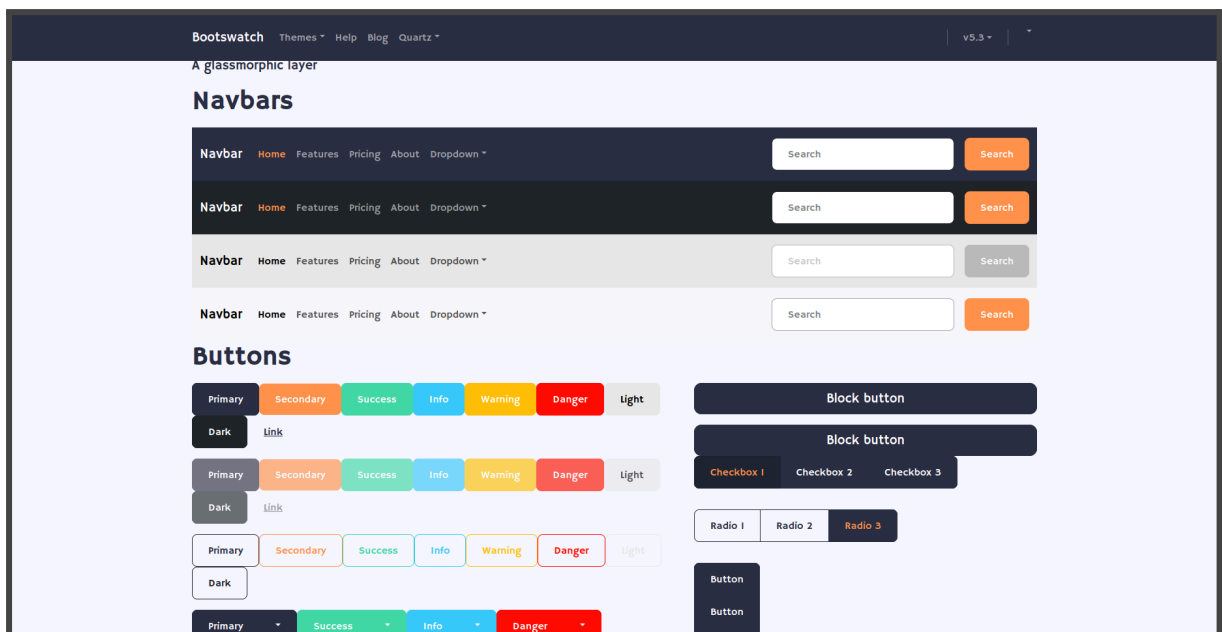 Bootswatch Themes Help Blog Quartz v5.3
A glassmorphic layer
Navbars
Navbar Home Features Pricing About Dropdown Search Search
Navbar Home Features Pricing About Dropdown Search Search
Navbar Home Features Pricing About Dropdown Search Search
Navbar Home Features Pricing About Dropdown Search Search
Buttons
Primary Secondary Success Info Warning Danger Light
Dark Link
Primary Secondary Success Info Warning Danger Light
Dark Link
Primary Secondary Success Info Warning Danger Light
Dark
Primary Success Info Danger
Block button
Block button
Checkbox 1 Checkbox 2 Checkbox 3
Radio 1 Radio 2 Radio 3
Button
Button